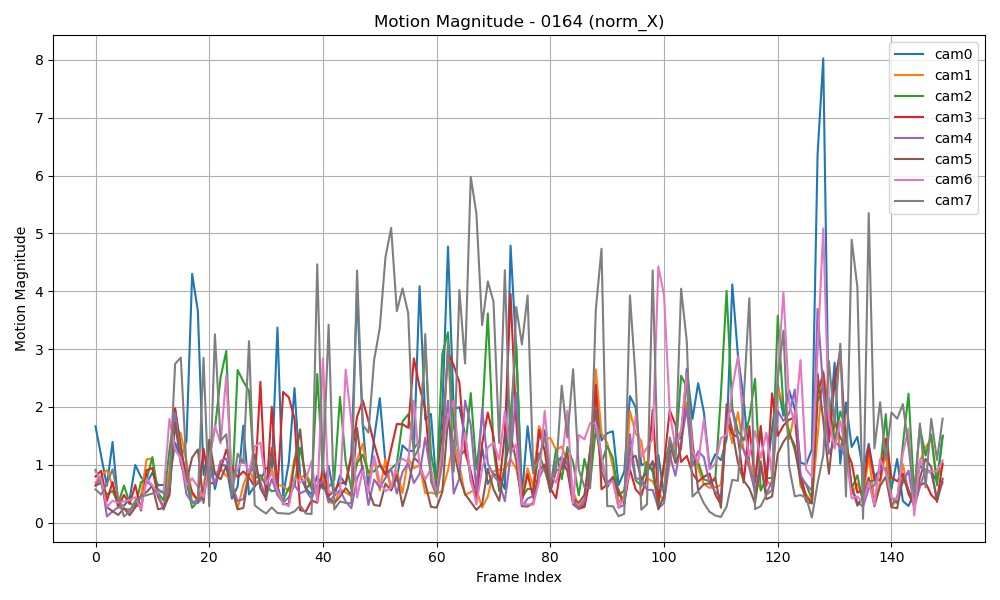 Motion Magnitude - 0164 (norm_X)
Motion Magnitude
8
7
6
5
4
3
2
1
0
cam0
cam1
cam2
cam3
cam4
cam5
cam6
cam7
0 20 40 60 80 100 120 140
Frame Index